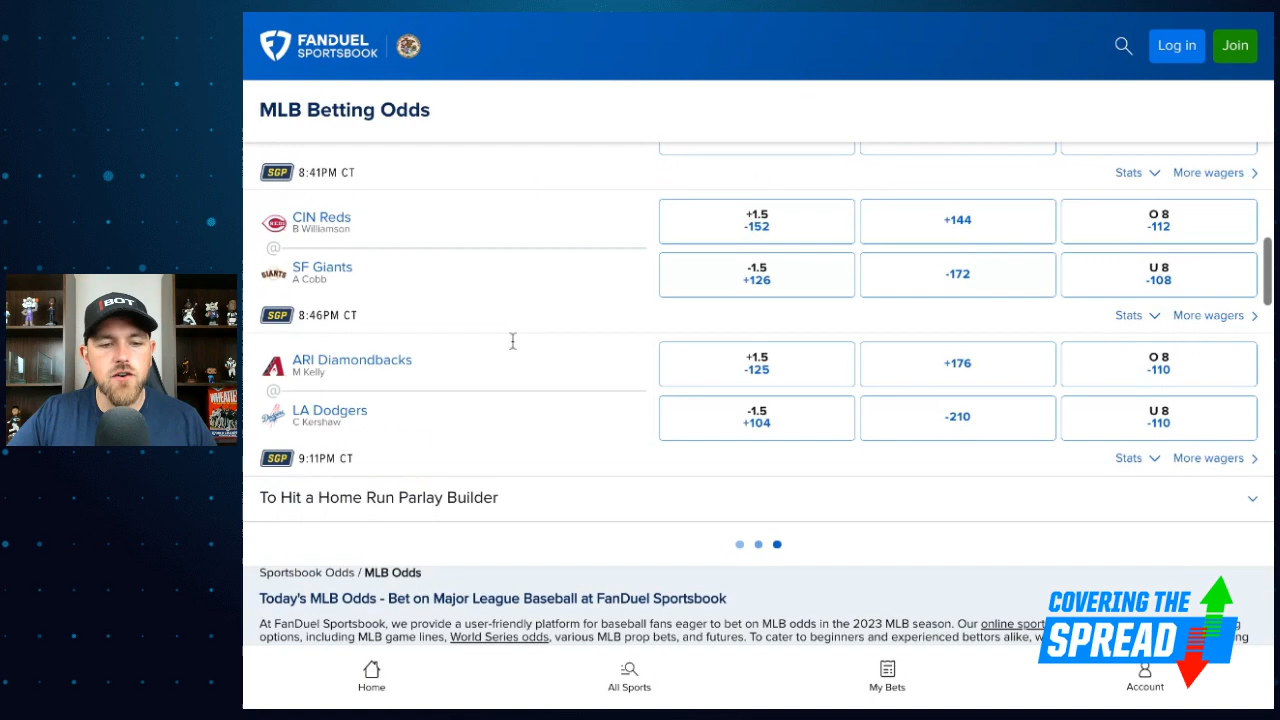 FANDUEL
SPORTSBOOK
Log in
Join
MLB Betting Odds
SGP 8:41PM CT
Stats
More wagers
CIN Reds
B Williamson
+1.5
-152
+144
O 8
-112
@
SF Giants
A Cobb
-1.5
+126
-172
U 8
-108
SGP 8:46PM CT
Stats
More wagers
ARI Diamondbacks
M Kelly
+1.5
-125
+176
O 8
-110
@
LA Dodgers
C Kershaw
-1.5
+104
-210
U 8
-110
SGP 9:11PM CT
Stats
More wagers
To Hit a Home Run Parlay Builder
Sportsbook Odds / MLB Odds
Today's MLB Odds - Bet on Major League Baseball at FanDuel Sportsbook
At FanDuel Sportsbook, we provide a user-friendly platform for baseball fans eager to bet on MLB odds in the 2023 MLB season. Our online sport
options, including MLB game lines, World Series odds, various MLB prop bets, and futures. To cater to beginners and experienced bettors alike,
Home
All Sports
My Bets
Account
COVERING THE
SPREAD
BOT
WHEATIES
REDS
GIANTS
Dodgers